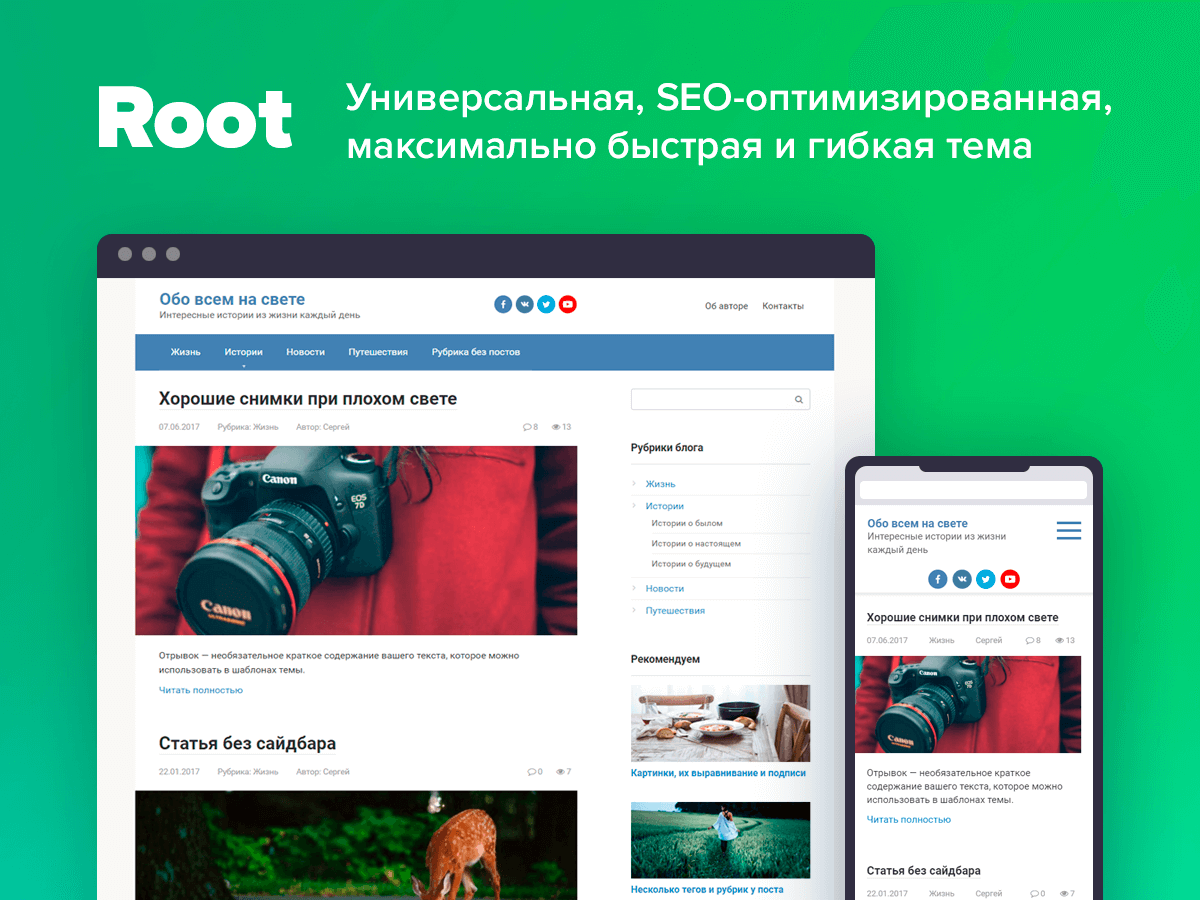 Root
Универсальная, SEO-оптимизированная,
максимально быстрая и гибкая тема
Обо всем на свете
Интересные истории из жизни каждый день
Об авторе Контакты
Жизнь Истории Новости Путешествия Рубрика без постов
Хорошие снимки при плохом свете
07.06.2017 Рубрика: Жизнь Автор: Сергей 8 13
Canon
EOS
7D
Canon
ULTRASONIC
Отрывок — необязательное краткое содержание вашего текста, которое можно
использовать в шаблонах темы.
Читать полностью
Статья без сайдбара
22.01.2017 Рубрика: Жизнь Автор: Сергей 0 7
Рубрики блога
Жизнь
Истории
Истории о былом
Истории о настоящем
Истории о будущем
Новости
Путешествия
Рекомендуем
Картинки, их выравнивание и подписи
Несколько тегов и рубрик у поста
Обо всем на свете
Интересные истории из жизни
каждый день
Хорошие снимки при плохом свете
07.06.2017 Жизнь Сергей 8 13
Canon
Canon
Отрывок — необязательное краткое
содержание вашего текста, которое можно
использовать в шаблонах темы.
Читать полностью
Статья без сайдбара
22.01.2017 Жизнь Сергей 0 7